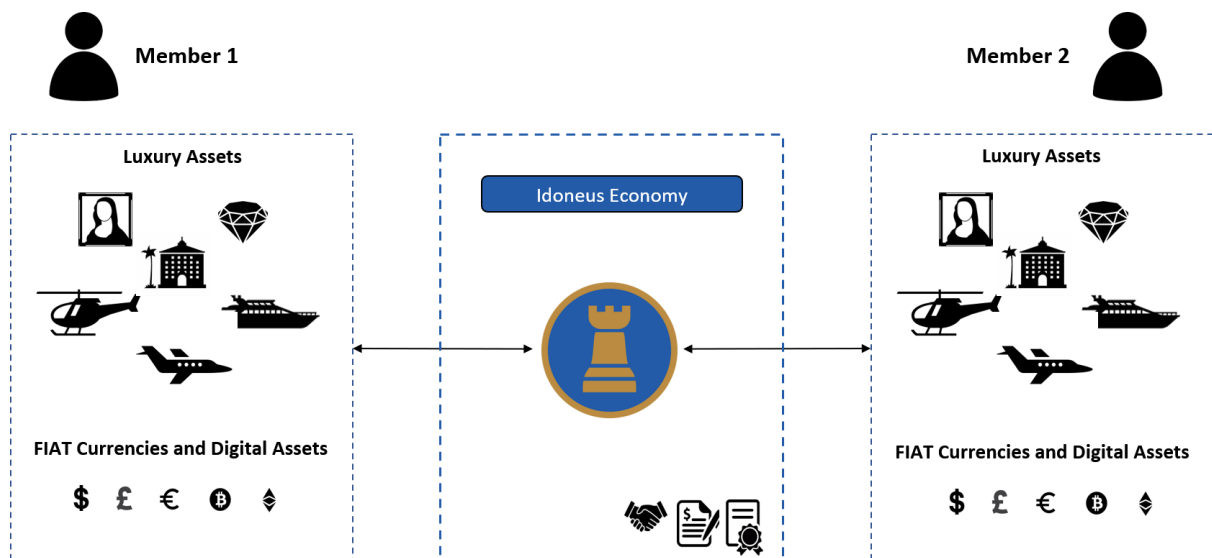 Member 1
Member 2
Luxury Assets
FIAT Currencies and Digital Assets
$ £ € ₿
Idoneus Economy
$
Luxury Assets
FIAT Currencies and Digital Assets
$ £ € ₿